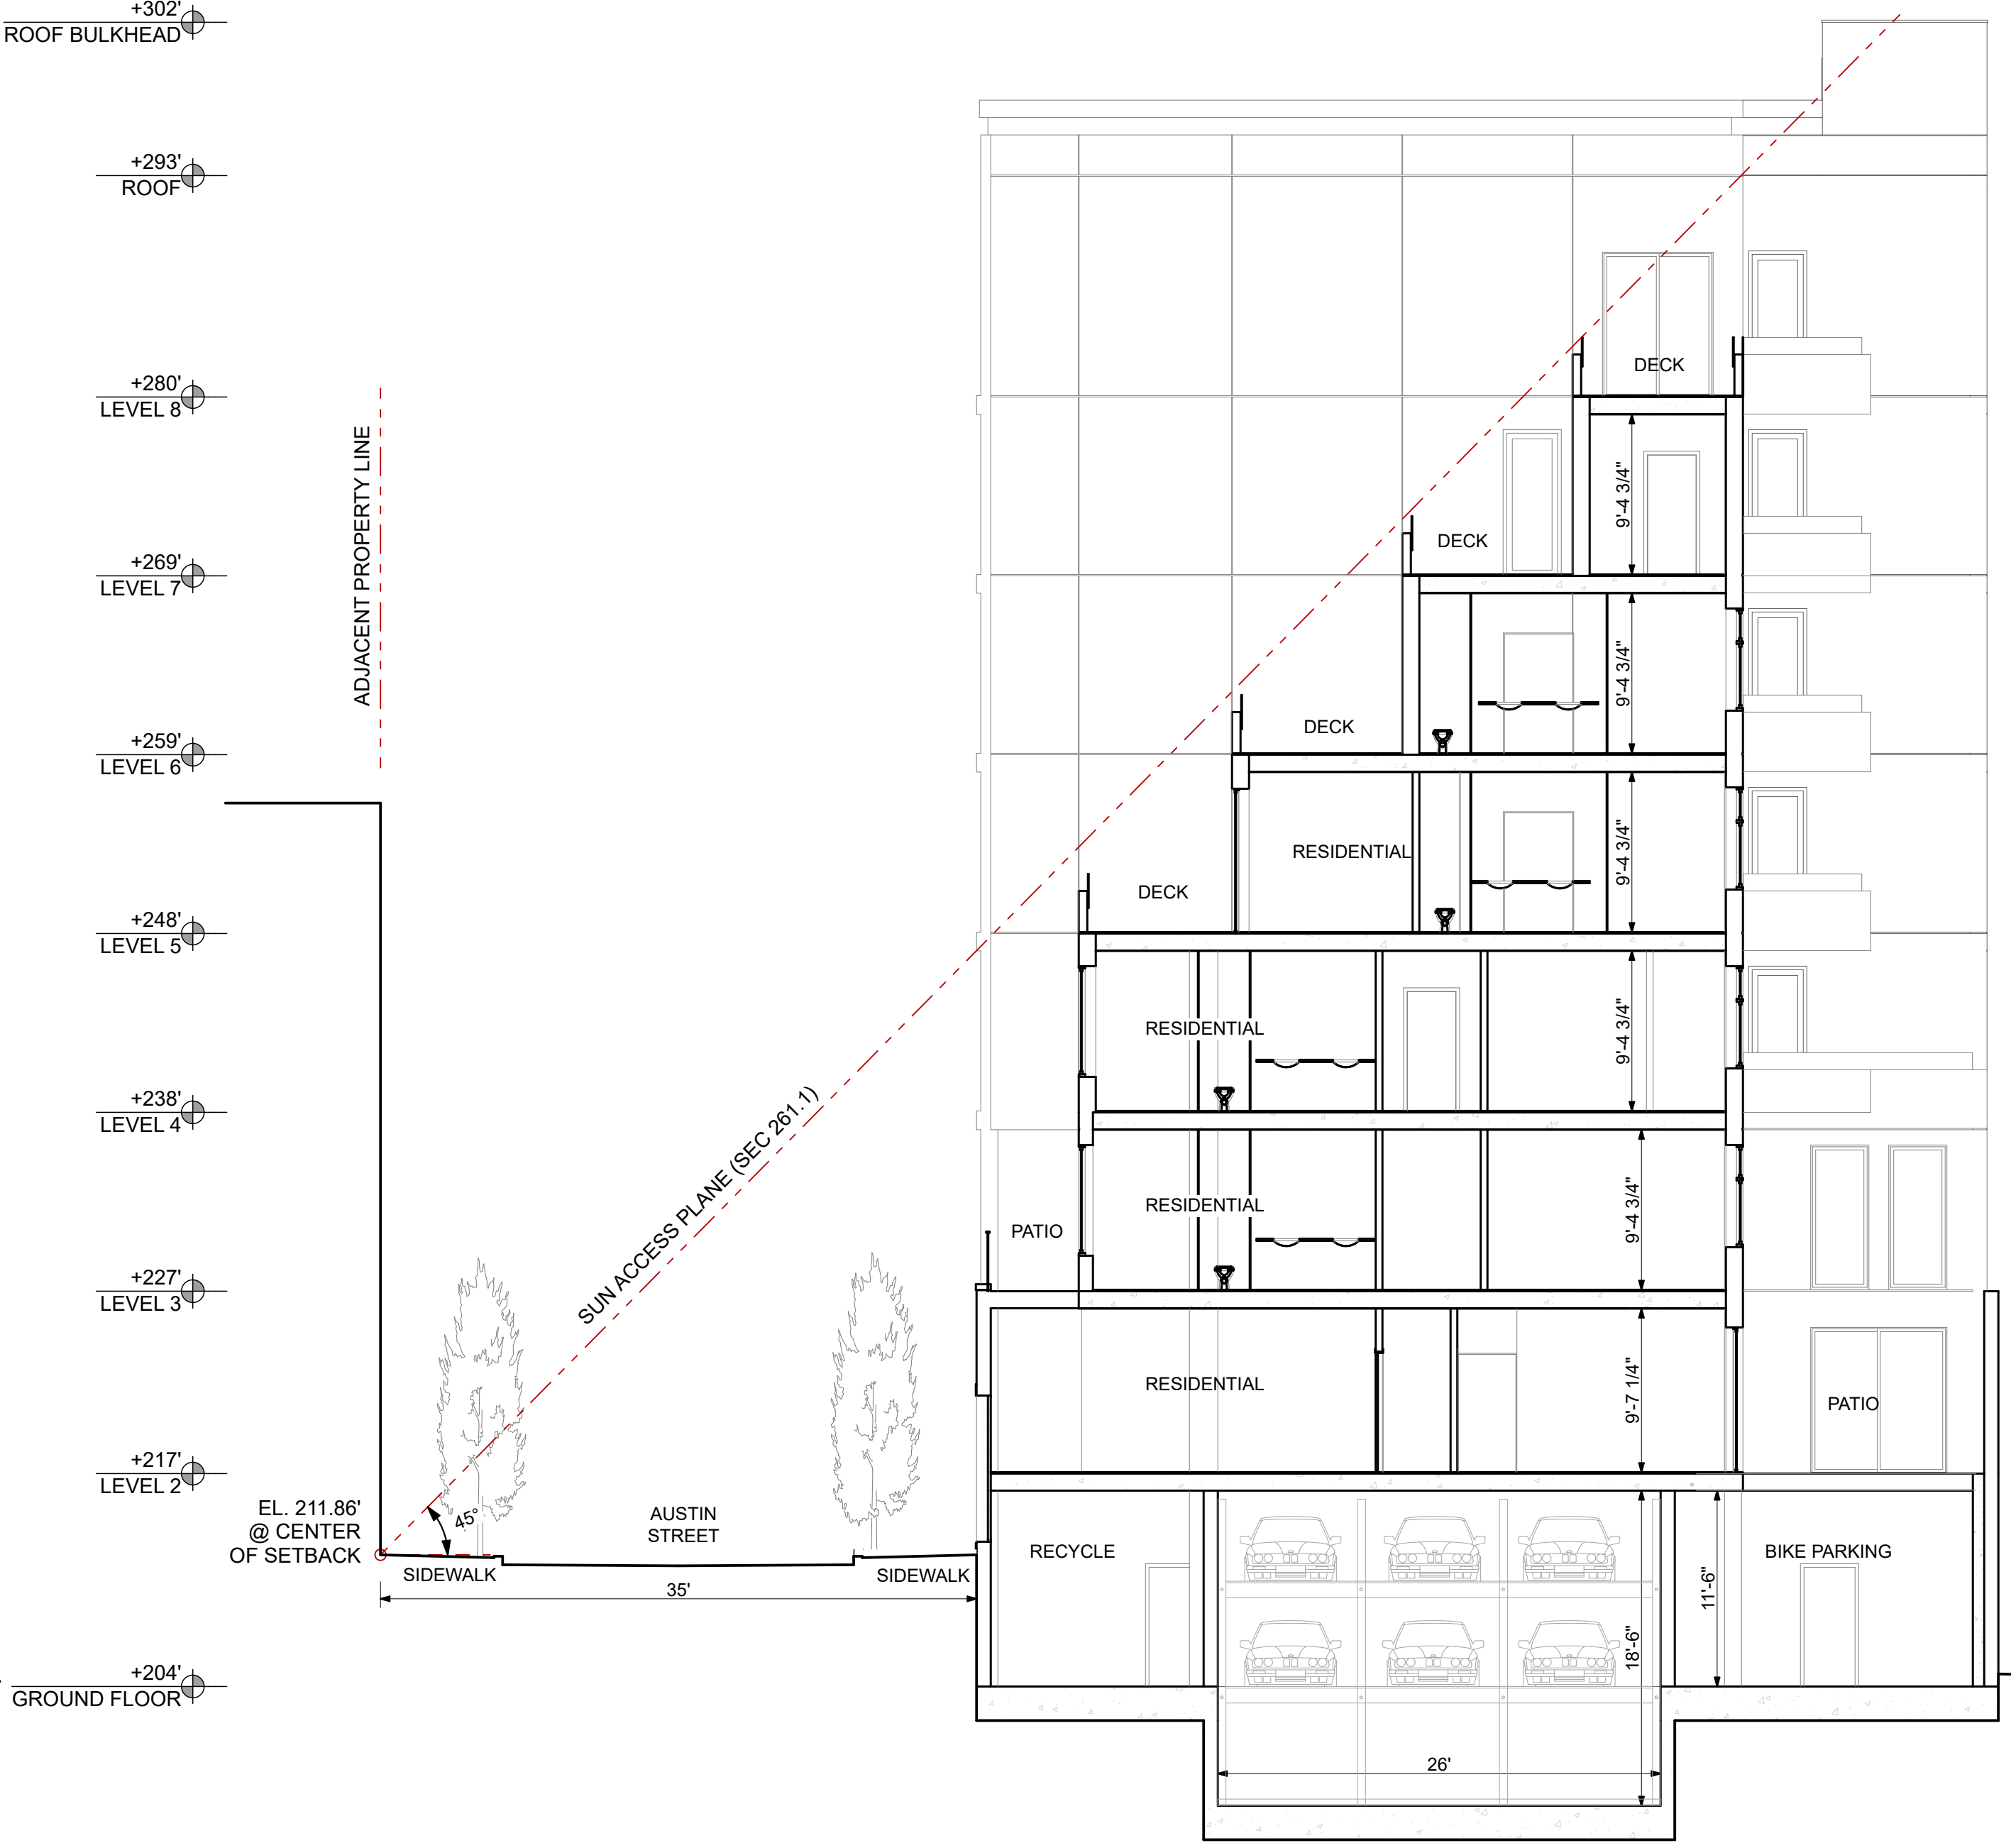 +302'
ROOF BULKHEAD
+293'
ROOF
+280'
LEVEL 8
+269'
LEVEL 7
+259'
LEVEL 6
+248'
LEVEL 5
+238'
LEVEL 4
+227'
LEVEL 3
+217'
LEVEL 2
+204'
GROUND FLOOR
ADJACENT PROPERTY LINE
SUN ACCESS PLANE (SEC 261.1)
EL. 211.86'
@ CENTER
OF SETBACK
45°
SIDEWALK
AUSTIN
STREET
SIDEWALK
35'
DECK
9'-4 3/4"
DECK
9'-4 3/4"
DECK
RESIDENTIAL
9'-4 3/4"
DECK
RESIDENTIAL
9'-4 3/4"
PATIO
RESIDENTIAL
9'-4 3/4"
RESIDENTIAL
9'-7 1/4"
PATIO
RECYCLE
18'-6"
11'-6"
BIKE PARKING
26'